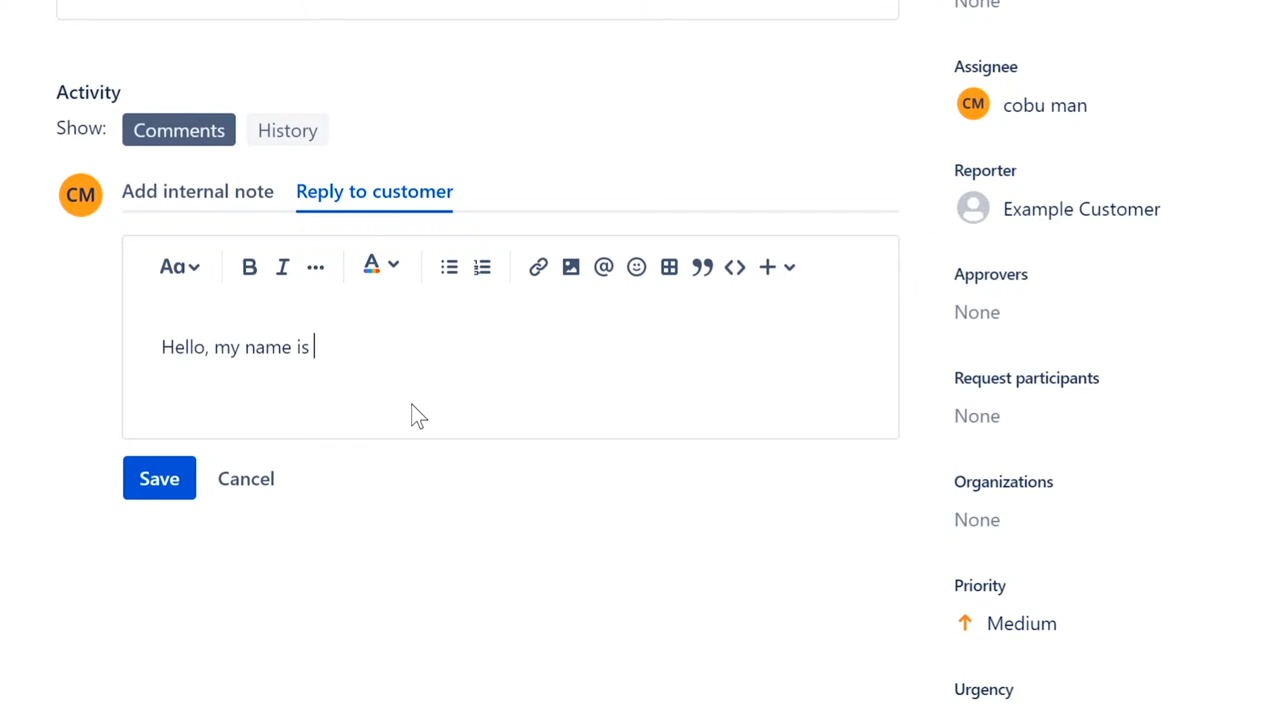 None
Assignee
CM cobu man
Activity
Show: Comments History
Reporter
CM Add internal note Reply to customer
Example Customer
Aa B I A @
Approvers
None
Hello, my name is
Request participants
None
Save Cancel
Organizations
None
Priority
Medium
Urgency